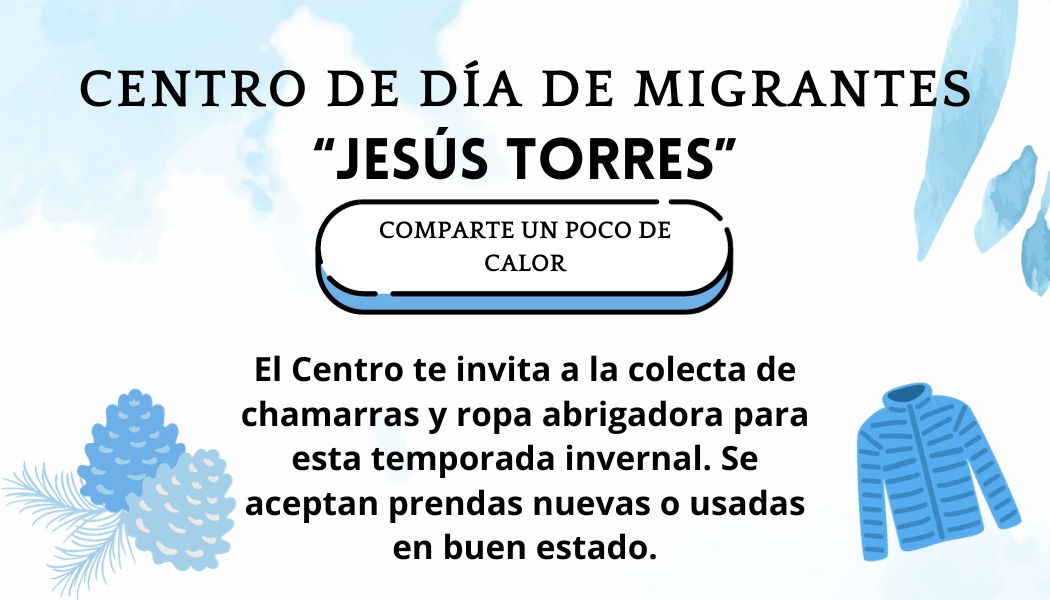 CENTRO DE DÍA DE MIGRANTES
“JESÚS TORRES”
COMPARTE UN POCO DE
CALOR
El Centro te invita a la colecta de
chamarras y ropa abrigadora para
esta temporada invernal. Se
aceptan prendas nuevas o usadas
en buen estado.